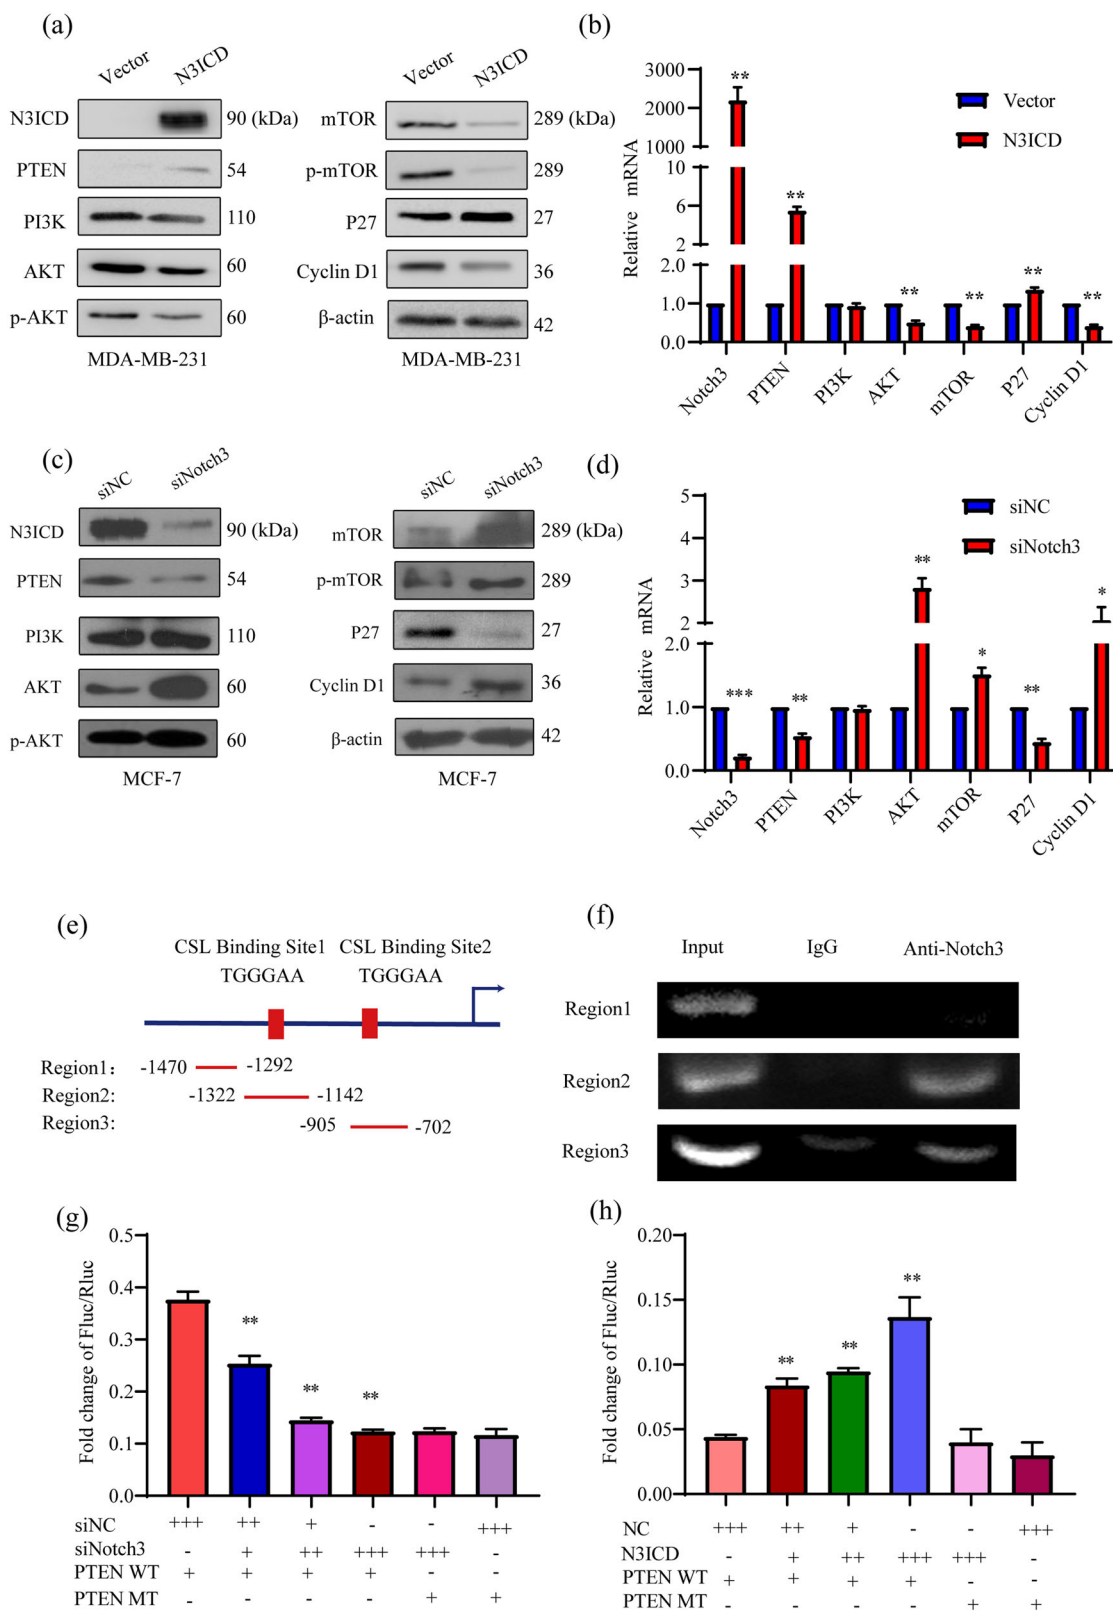 (a)
Vector N3ICD
N3ICD 90 (kDa)
PTEN 54
PI3K 110
AKT 60
p-AKT 60
MDA-MB-231
Vector N3ICD
mTOR 289 (kDa)
p-mTOR 289
P27 27
Cyclin D1 36
β-actin 42
MDA-MB-231
(b)
Relative mRNA
3000
2000
1000
10
6
2
2.0
1.0
0.0
** ** ** ** ** **
Vector
N3ICD
Notch3 PTEN PI3K AKT mTOR P27 Cyclin D1
(c)
siNC siNotch3
N3ICD 90 (kDa)
PTEN 54
PI3K 110
AKT 60
p-AKT 60
MCF-7
siNC siNotch3
mTOR 289 (kDa)
p-mTOR 289
P27 27
Cyclin D1 36
β-actin 42
MCF-7
(d)
Relative mRNA
5
4
3
2
2.0
1.0
0.0
*** ** ** * ** *
siNC
siNotch3
Notch3 PTEN PI3K AKT mTOR P27 Cyclin D1
(e)
CSL Binding Site1 CSL Binding Site2
TGGGAA TGGGAA
Region1: -1470 -1292
Region2: -1322 -1142
Region3: -905 -702
(f)
Input IgG Anti-Notch3
Region1
Region2
Region3
(g)
Fold change of Fluc/Rluc
0.5
0.4
0.3
0.2
0.1
0.0
** ** **
siNC +++ ++ + - - +++
siNotch3 - + ++ +++ +++ -
PTEN WT + + + + - -
PTEN MT - - - - + +
(h)
Fold change of Fluc/Rluc
0.20
0.15
0.10
0.05
0.00
** ** **
NC +++ ++ + - - +++
N3ICD - + ++ +++ +++ -
PTEN WT + + + + - -
PTEN MT - - - - + +